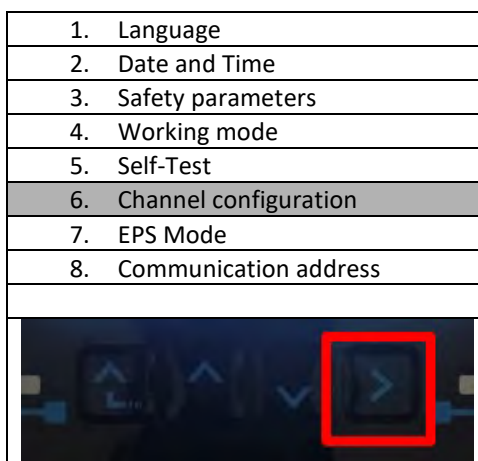 1. Language
2. Date and Time
3. Safety parameters
4. Working mode
5. Self-Test
6. Channel configuration
7. EPS Mode
8. Communication address